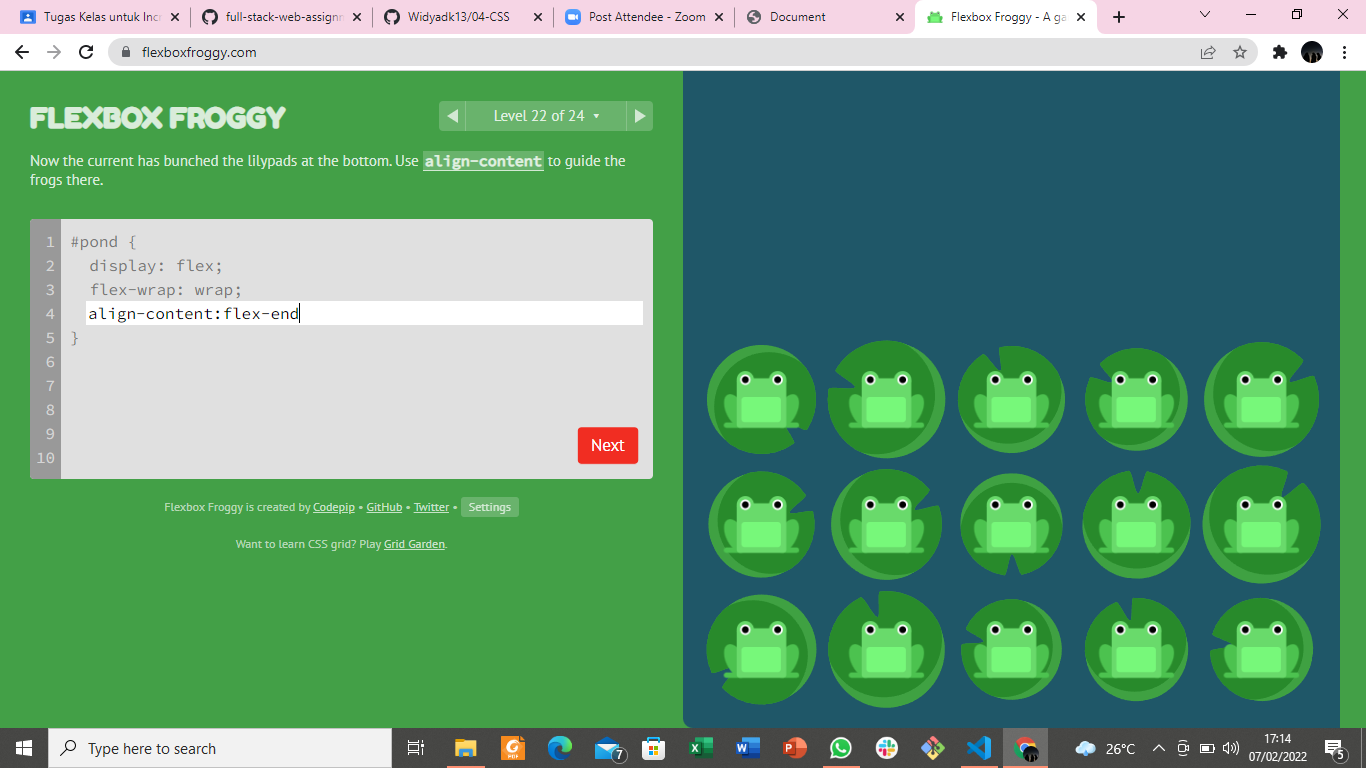 Tugas Kelas untuk Incr
full-stack-web-assignm
Widyadk13/04-CSS
Post Attendee - Zoom
Document
Flexbox Froggy - A ga
flexboxfroggy.com
FLEXBOX FROGGY
Level 22 of 24
Now the current has bunched the lilypads at the bottom. Use align-content to guide the
frogs there.
1 #pond {
2 display: flex;
3 flex-wrap: wrap;
4 align-content:flex-end
5 }
6
7
8
9
10
Next
Flexbox Froggy is created by Codepip • GitHub • Twitter • Settings
Want to learn CSS grid? Play Grid Garden.
Type here to search
PDF
7
26°C
17:14
07/02/2022
5